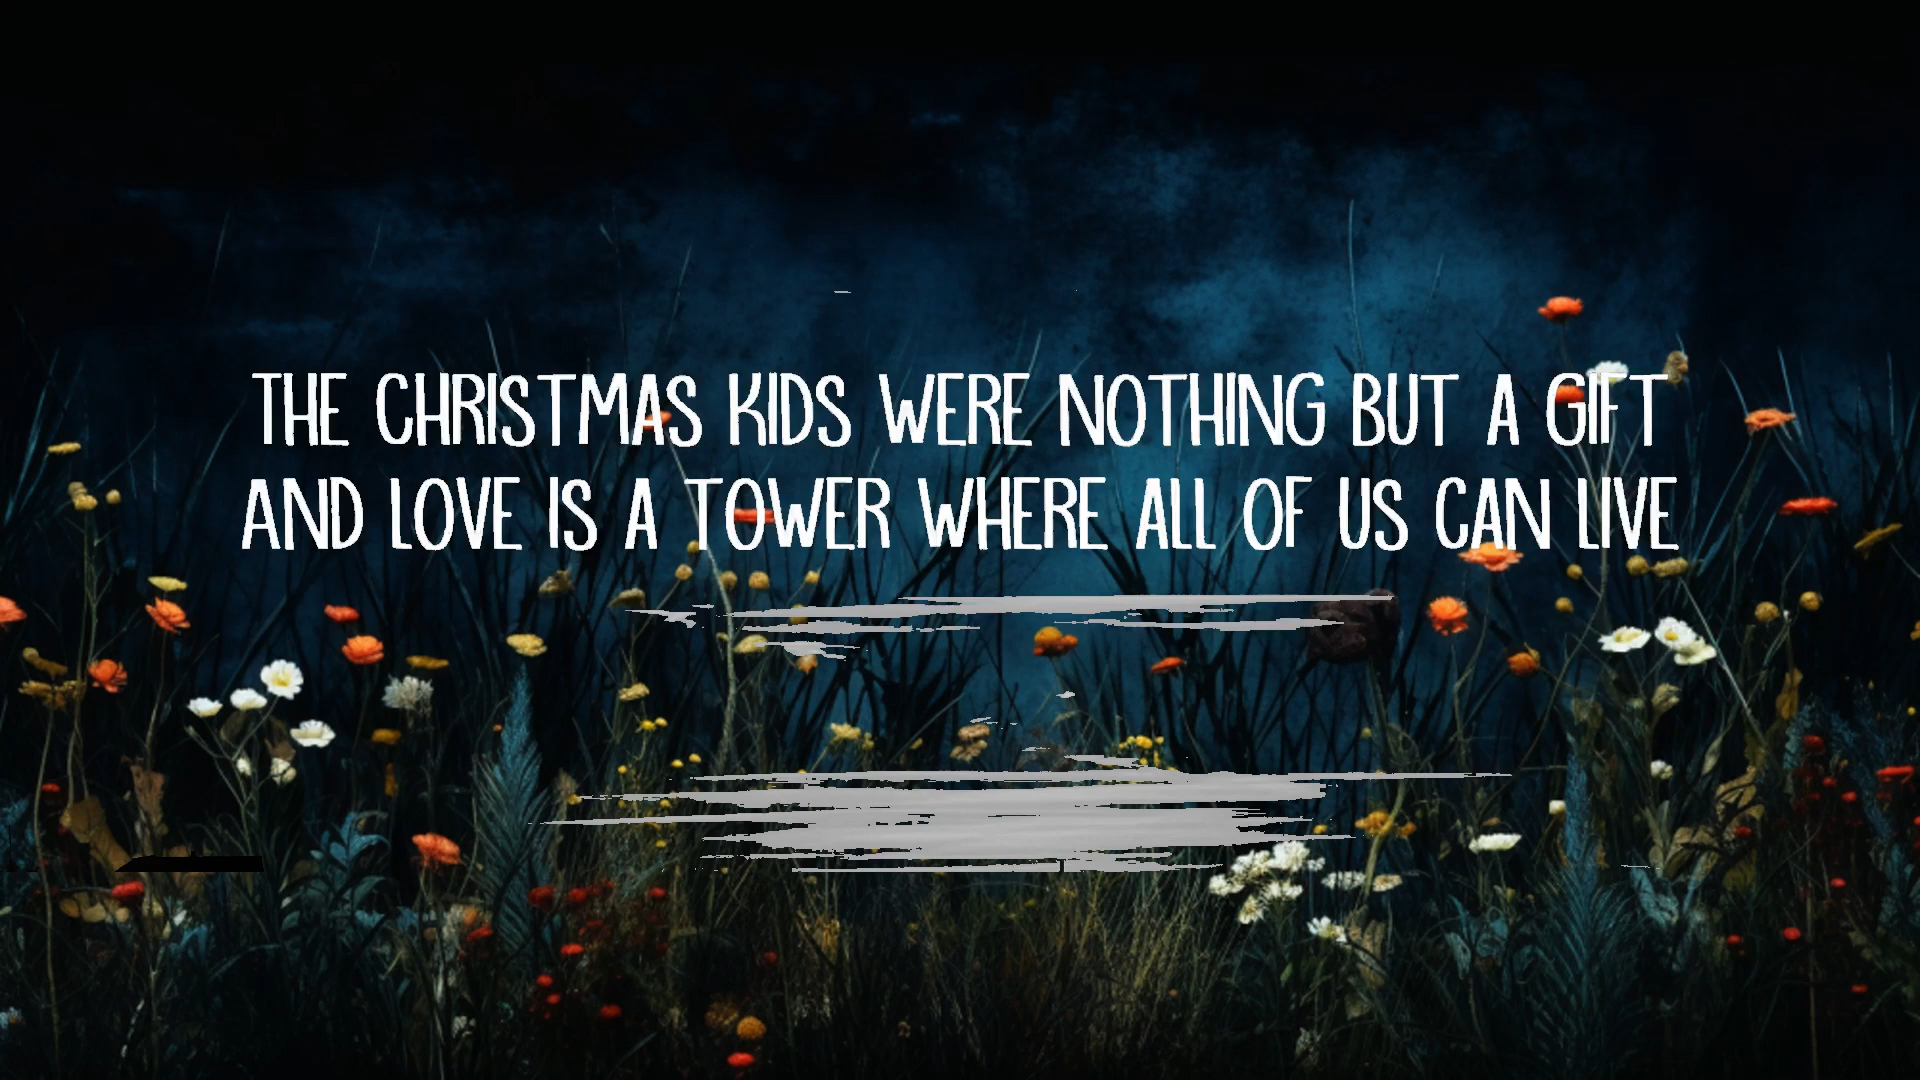 THE CHRISTMAS KIDS WERE NOTHING BUT A GIFT
AND LOVE IS A TOWER WHERE ALL OF US CAN LIVE